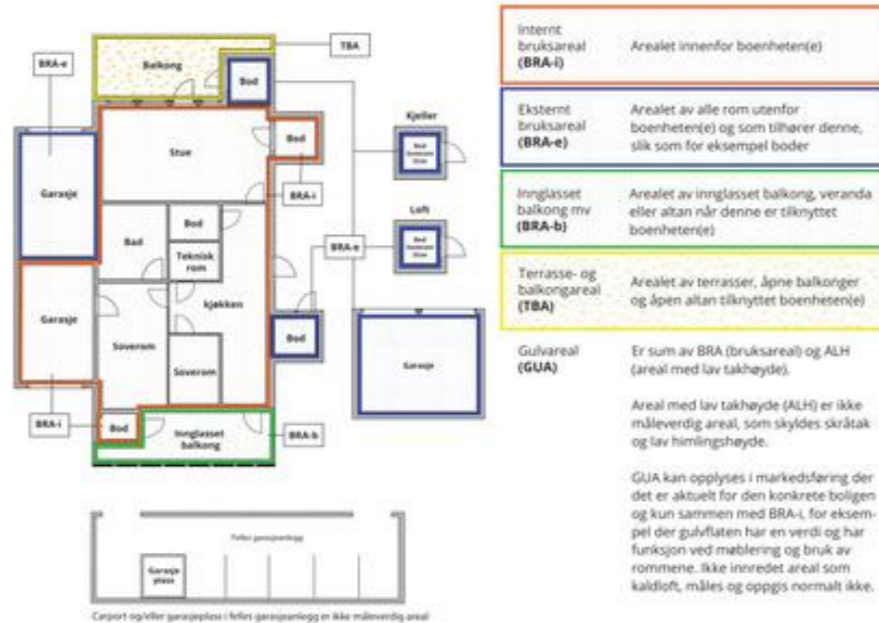 TBA
BRA-e
Balkong
Bod
Kjeller
Bod
Stue
Bod
Garasje
BRA-i
Loft
Bod
Bad
Bod
BRA-e
Teknisk
rom
Garasje
kjøkken
Soverom
Bod
Garasje
Soverom
BRA-i
Bod
Innglasset
balkong
BRA-b
Felles garasjeanlegg
Garasje
plass
Carport og/eller garasjeplass i felles garasjeanlegg er ikke måleverdig areal
Internt
bruksareal
(BRA-i)
Arealet innenfor boenheten(e)
Eksternt
bruksareal
(BRA-e)
Arealet av alle rom utenfor
boenheten(e) og som tilhører denne,
slik som for eksempel boder
Innglasset
balkong mv
(BRA-b)
Arealet av innglasset balkong, veranda
eller altan når denne er tilknyttet
boenheten(e)
Terrasse- og
balkongareal
(TBA)
Arealet av terrasser, åpne balkonger
og åpen altan tilknyttet boenheten(e)
Gulvareal
(GUA)
Er sum av BRA (bruksareal) og ALH
(areal med lav takhøyde).
Areal med lav takhøyde (ALH) er ikke
måleverdig areal, som skyldes skråtak
og lav himlingshøyde.
GUA kan opplyses i markedsføring der
det er aktuelt for den konkrete boligen
og kun sammen med BRA-i, for eksem-
pel der gulvflaten har en verdi og har
funksjon ved møblering og bruk av
rommene. Ikke innredet areal som
kaldloft, måles og oppgis normalt ikke.